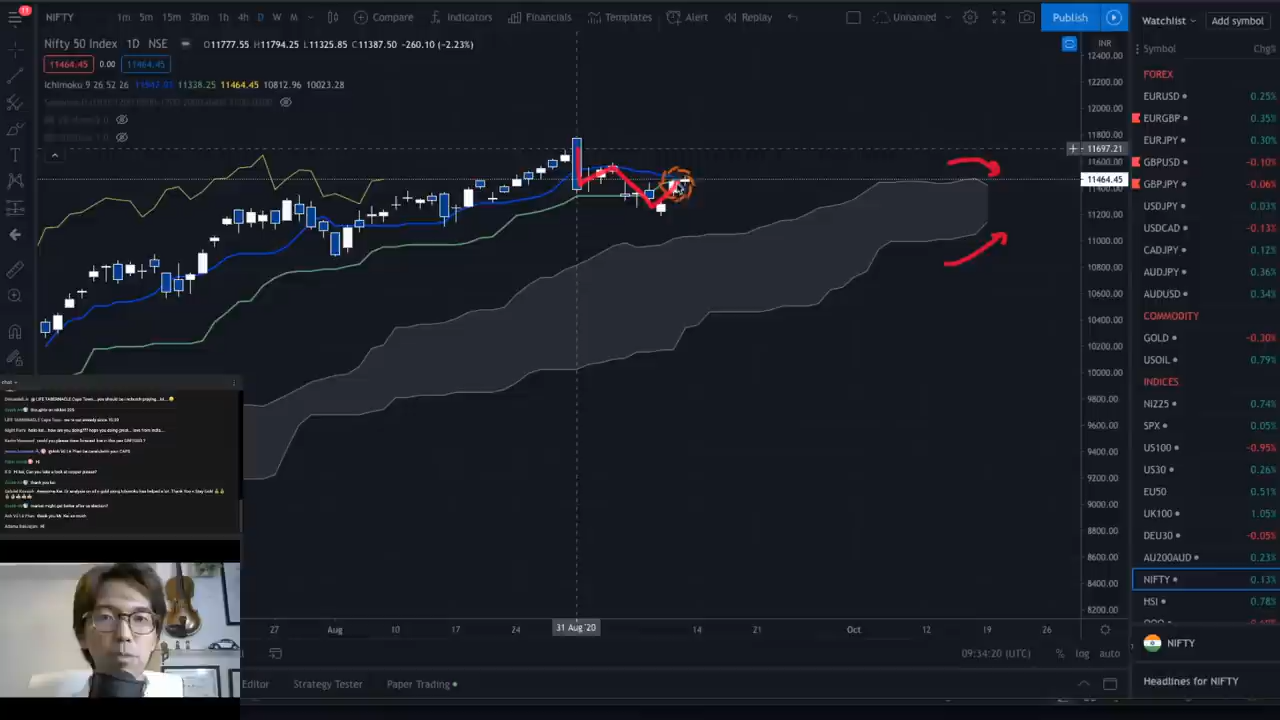 11
NIFTY
1m 5m 15m 30m 1h 4h D W M
Compare
Indicators
Financials
Templates
Alert
Replay
Unnamed
Publish
Watchlist
Add symbol
Nifty 50 Index 1D NSE
O11777.55 H11794.25 L11325.85 C11387.50 -260.10 (-2.23%)
11464.45 0.00 11464.45
Ichimoku 9 26 52 26
11338.25 11464.45 10812.96 10023.28
INR
12400.00
12200.00
12000.00
11800.00
11697.21
11600.00
11464.45
11400.00
11200.00
11000.00
10800.00
10600.00
10400.00
10200.00
10000.00
9800.00
9600.00
9400.00
9200.00
9000.00
8800.00
8600.00
8400.00
8200.00
Symbol Chg%
FOREX
EURUSD 0.25%
EURGBP 0.35%
EURJPY 0.30%
GBPUSD -0.10%
GBPJPY -0.06%
USDJPY 0.03%
USDCAD -0.13%
CADJPY 0.12%
AUDJPY 0.36%
AUDUSD 0.34%
COMMODITY
GOLD -0.30%
USOIL 0.79%
INDICES
NIZ25 0.74%
SPX 0.05%
US100 -0.95%
US30 0.26%
EU50 0.51%
UK100 1.05%
DEU30 -0.05%
AU200AUD 0.23%
NIFTY 0.13%
HSI 0.78%
NIFTY
Headlines for NIFTY
thank you kai
27 Aug 10 17 24 31 Aug '20 14 21 Oct 12 19 26
09:34:20 (UTC)
% log auto
Editor
Strategy Tester
Paper Trading